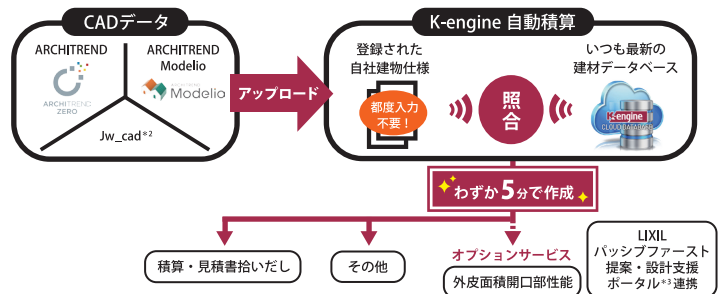 CADデータ
ARCHITREND
ARCHITREND
ZERO
ARCHITREND
Modelio
Modelio
Jw_cad*2
アップロード
K-engine 自動積算
登録された
自社建物仕様
都度入力
不要！
照合
いつも最新の
建材データベース
K-engine
CLOUD DATABASE
わずか5分で作成
積算・見積書拾いだし
その他
オプションサービス
外皮面積開口部性能
LIXIL
パッシブファースト
提案・設計支援
ポータル*3連携